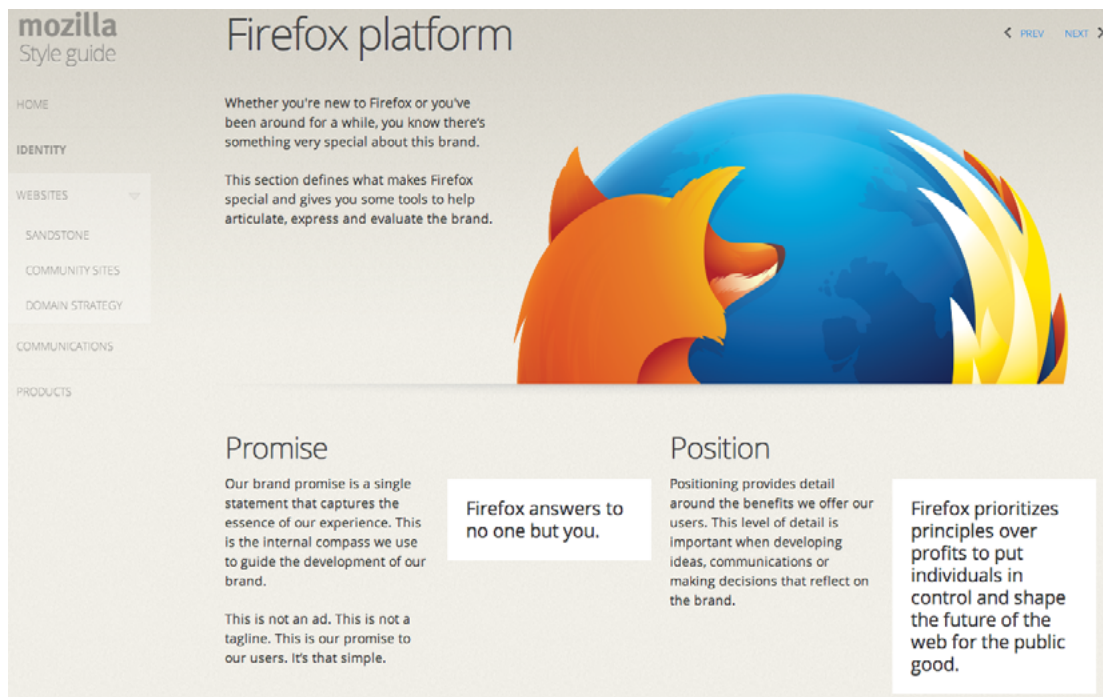 mozilla
Style guide
Firefox platform
PREV NEXT
HOME
IDENTITY
WEBSITES
SANDSTONE
COMMUNITY SITES
DOMAIN STRATEGY
COMMUNICATIONS
PRODUCTS
Whether you're new to Firefox or you've
been around for a while, you know there's
something very special about this brand.
This section defines what makes Firefox
special and gives you some tools to help
articulate, express and evaluate the brand.
Promise
Our brand promise is a single
statement that captures the
essence of our experience. This
is the internal compass we use
to guide the development of our
brand.
This is not an ad. This is not a
tagline. This is our promise to
our users. It's that simple.
Firefox answers to
no one but you.
Position
Positioning provides detail
around the benefits we offer our
users. This level of detail is
important when developing
ideas, communications or
making decisions that reflect on
the brand.
Firefox prioritizes
principles over
profits to put
individuals in
control and shape
the future of the
web for the public
good.